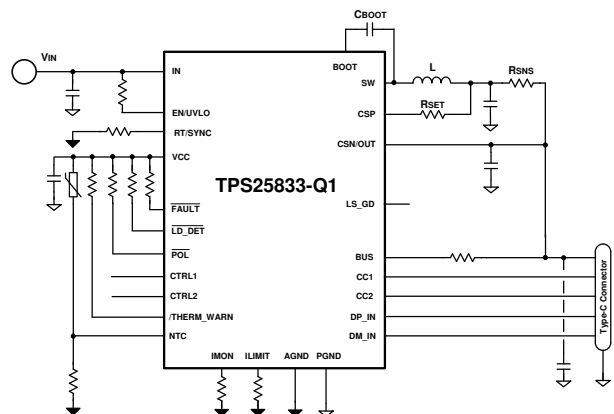 CBOOT
VIN
BOOT
IN
SW
L
RSNS
EN/UVLO
CSP
RSET
RT/SYNC
CSN/OUT
VCC
TPS25833-Q1
FAULT
LS_GD
LD_DET
POL
BUS
CTRL1
CC1
CTRL2
CC2
/THERM_WARN
DP_IN
NTC
DM_IN
Type-C Connector
IMON
ILIMIT
AGND
PGND